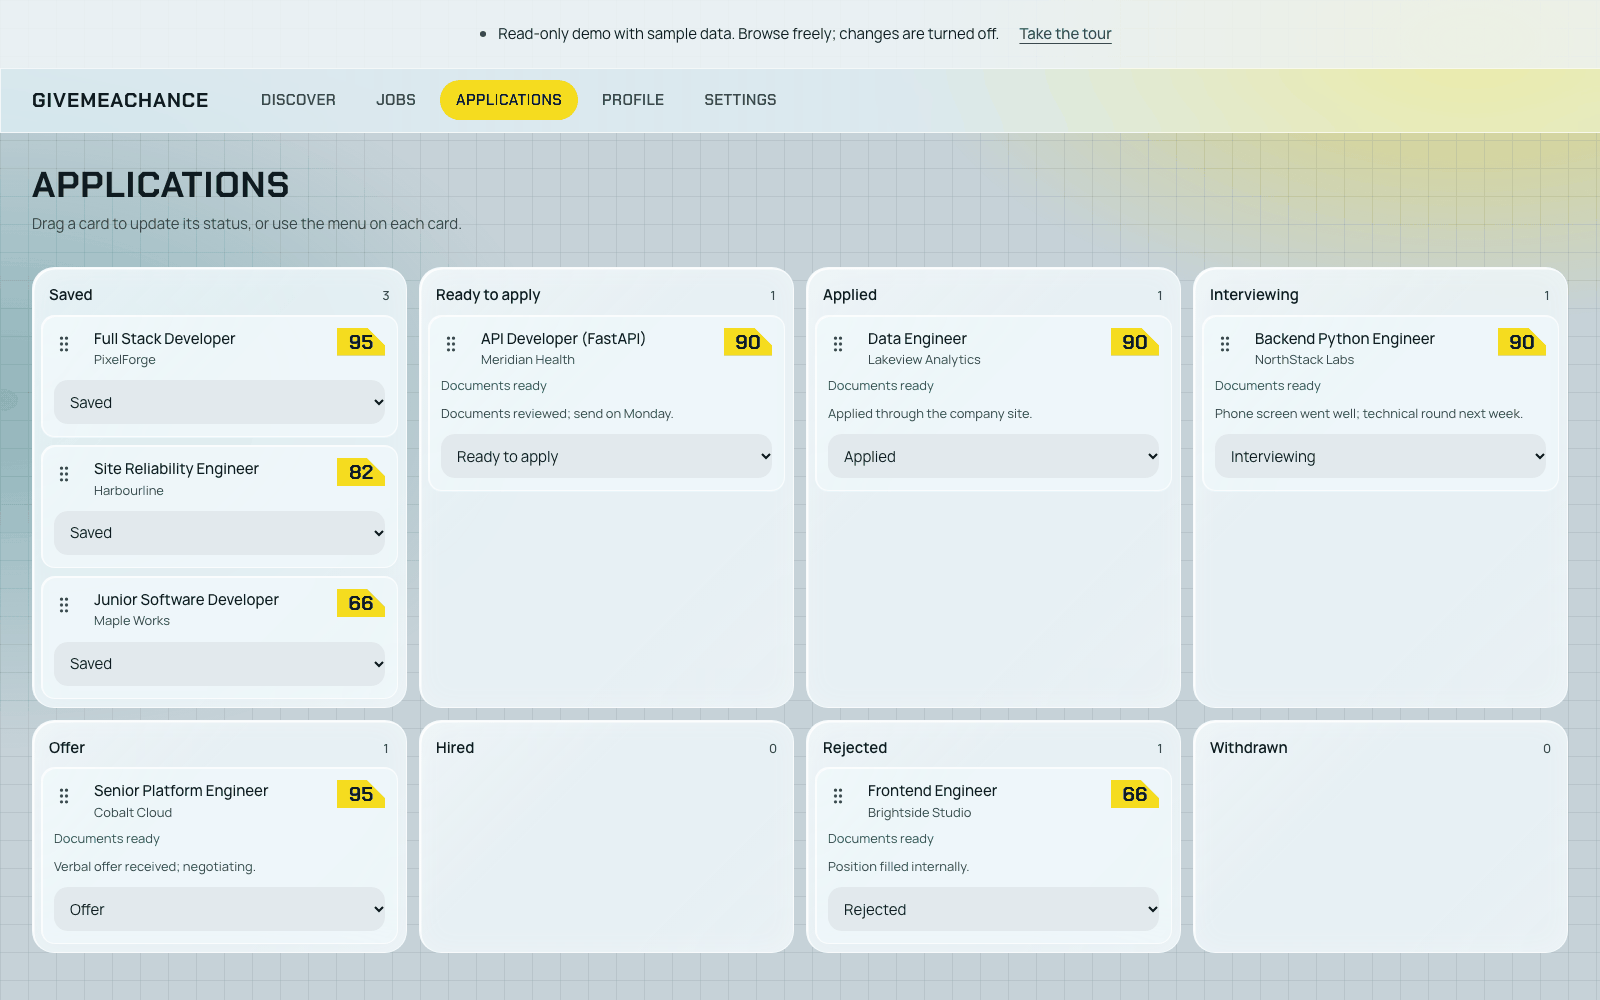 Read-only demo with sample data. Browse freely; changes are turned off. Take the tour
GIVEMEACHANCE DISCOVER JOBS APPLICATIONS PROFILE SETTINGS
APPLICATIONS
Drag a card to update its status, or use the menu on each card.
Saved 3
Full Stack Developer 95
PixelForge
Saved
Site Reliability Engineer 82
Harbourline
Saved
Junior Software Developer 66
Maple Works
Saved
Ready to apply 1
API Developer (FastAPI) 90
Meridian Health
Documents ready
Documents reviewed; send on Monday.
Ready to apply
Applied 1
Data Engineer 90
Lakeview Analytics
Documents ready
Applied through the company site.
Applied
Interviewing 1
Backend Python Engineer 90
NorthStack Labs
Documents ready
Phone screen went well; technical round next week.
Interviewing
Offer 1
Senior Platform Engineer 95
Cobalt Cloud
Documents ready
Verbal offer received; negotiating.
Offer
Hired 0
Rejected 1
Frontend Engineer 66
Brightside Studio
Documents ready
Position filled internally.
Rejected
Withdrawn 0